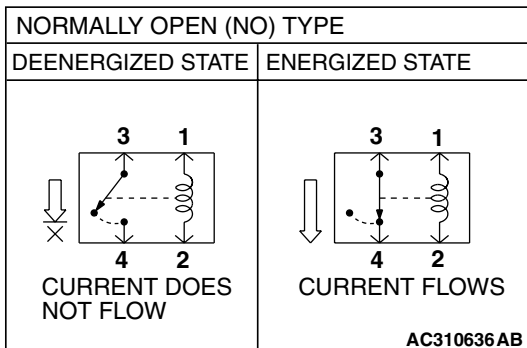 NORMALLY OPEN (NO) TYPE
DEENERGIZED STATE
ENERGIZED STATE
3 1
4 2
CURRENT DOES
NOT FLOW
3 1
4 2
CURRENT FLOWS
AC310636AB